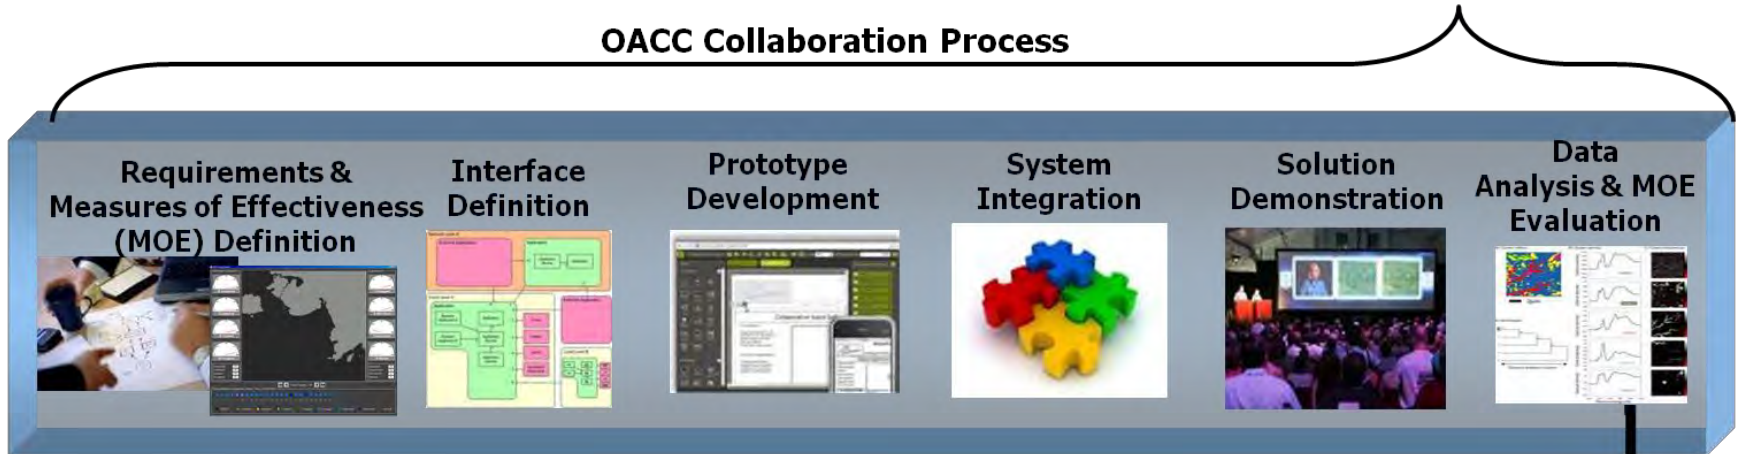 OACC Collaboration Process
Requirements &
Measures of Effectiveness
(MOE) Definition
Interface
Definition
Prototype
Development
System
Integration
Solution
Demonstration
Data
Analysis & MOE
Evaluation